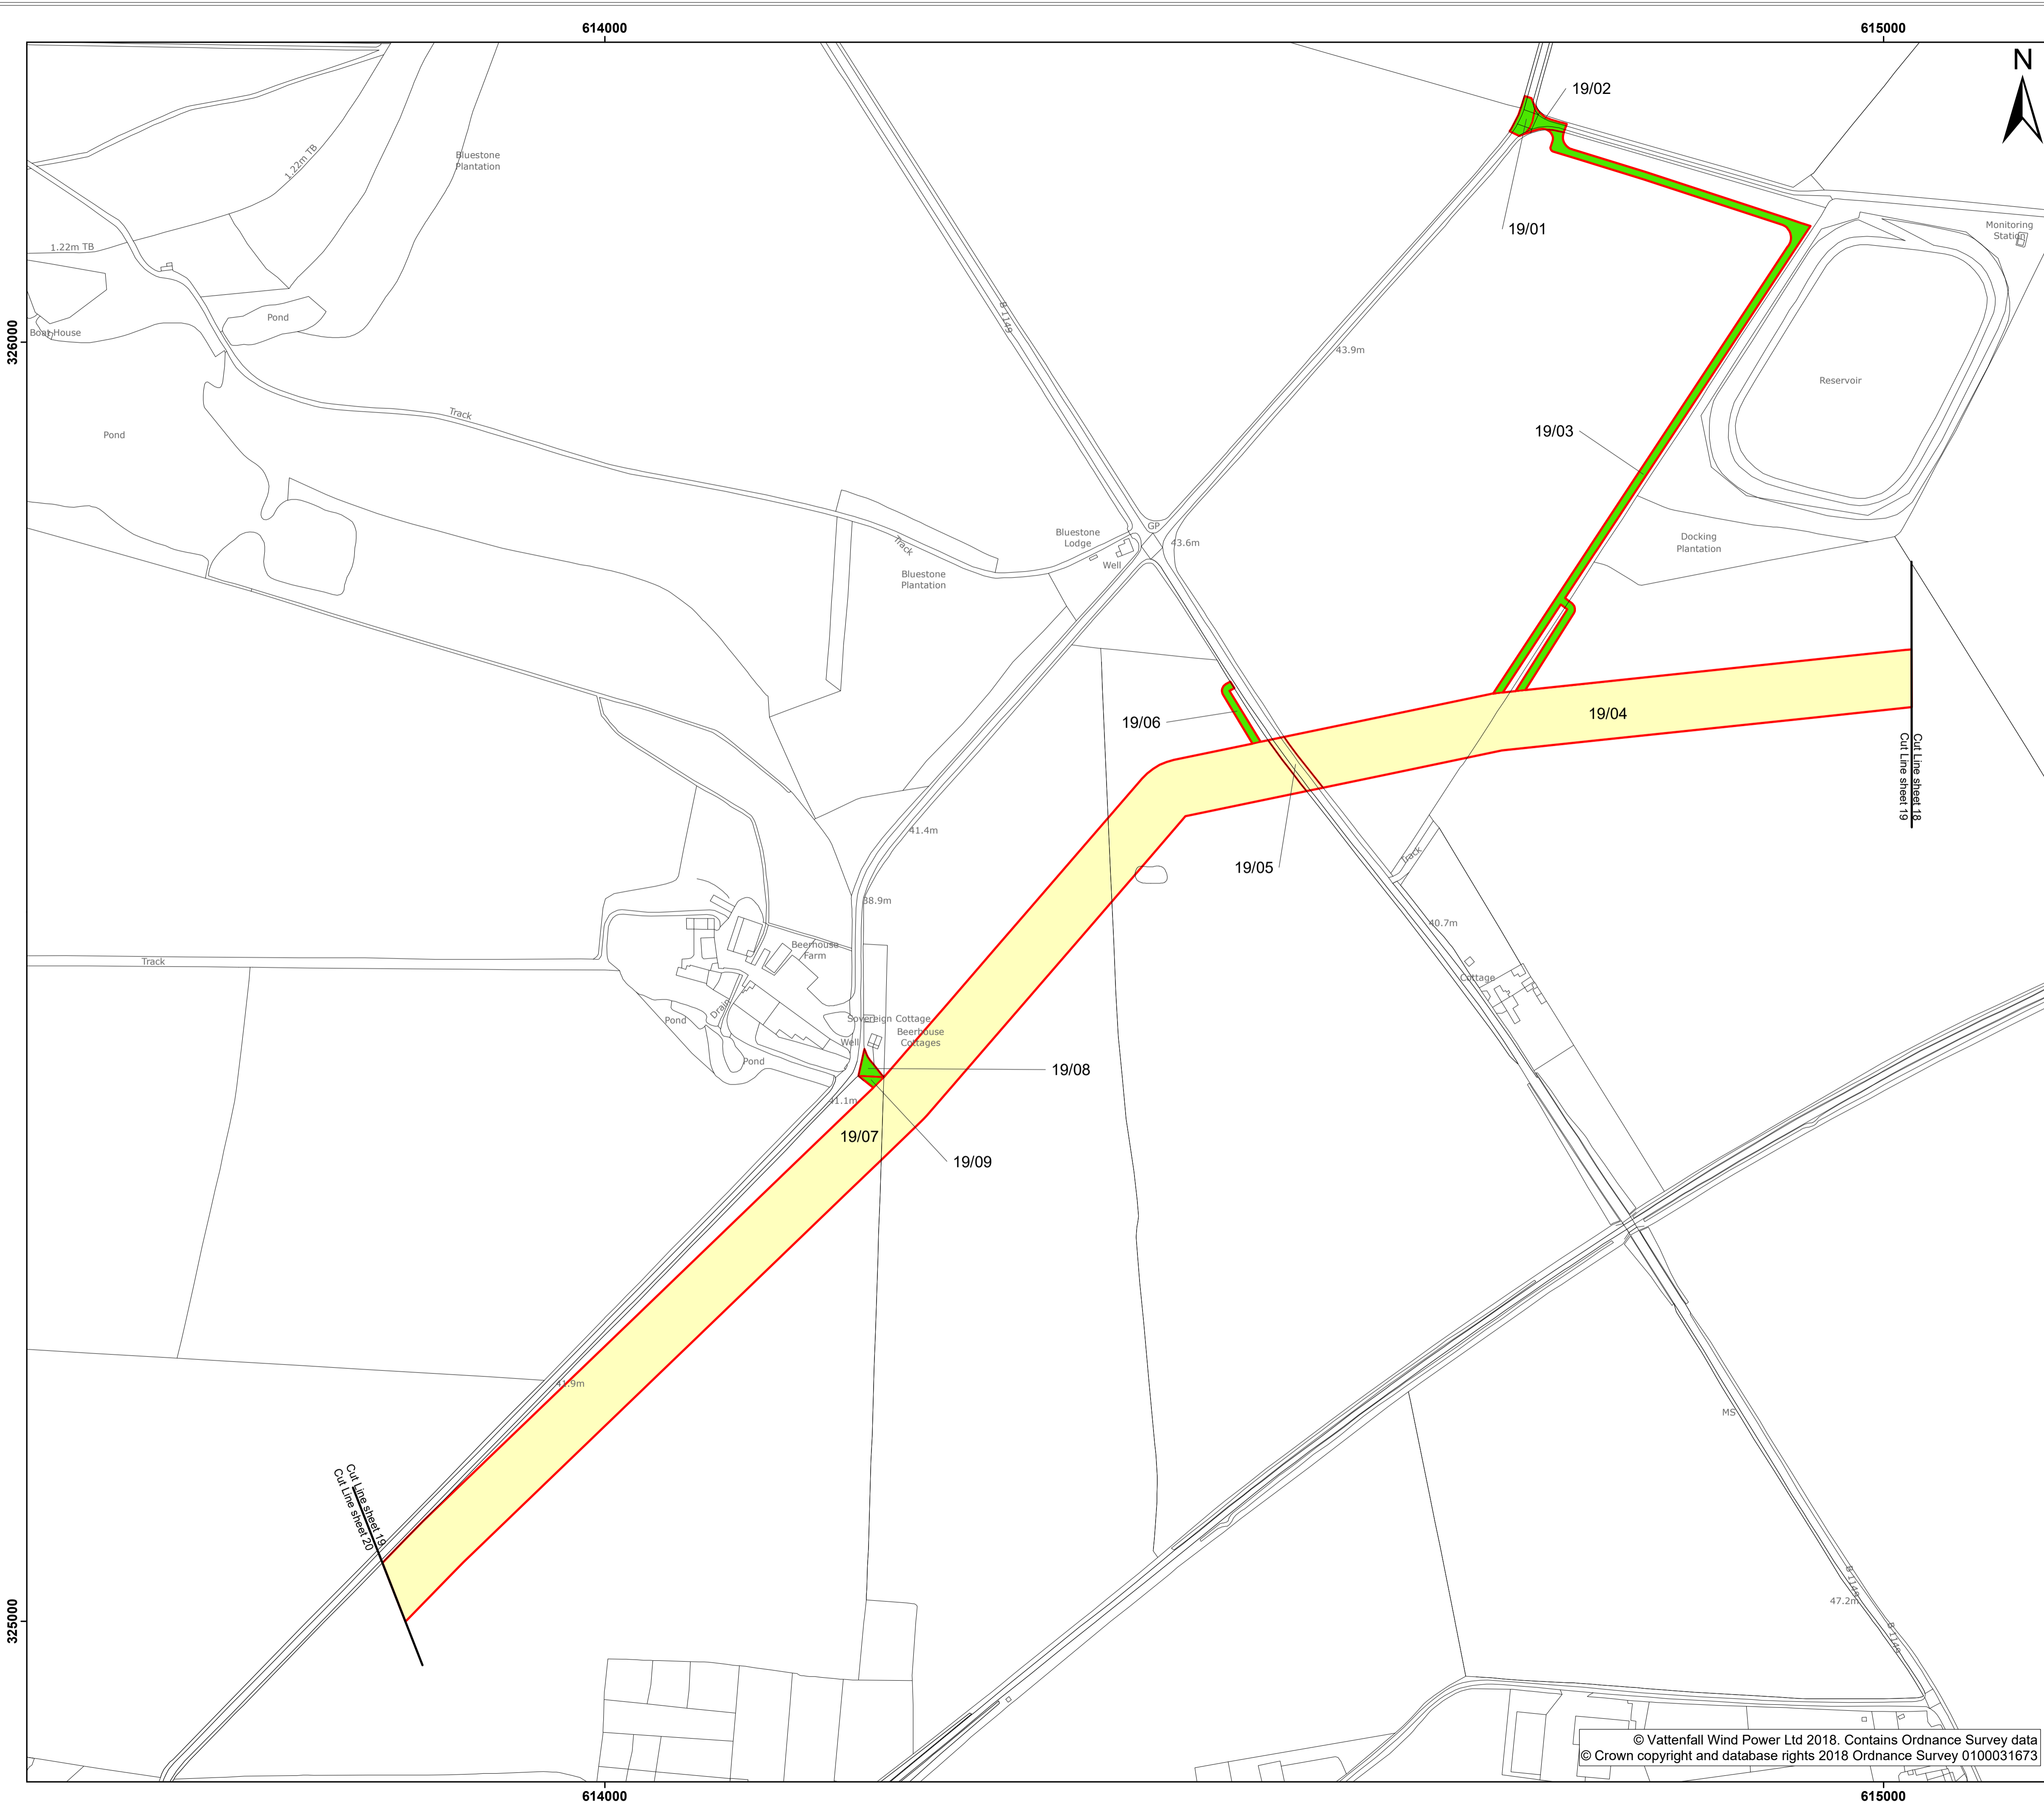 614000
615000
N
19/02
1.22m TB
Bluestone
Plantation
19/01
Monitoring
Station
1.22m TB
B 1149
Pond
Boat House
326000
43.9m
Reservoir
Track
19/03
Pond
GP
Bluestone
Lodge
43.6m
Docking
Plantation
Track
Well
Bluestone
Plantation
19/04
19/06
Cut Line sheet 18
Cut Line sheet 19
41.4m
19/05
Track
38.9m
40.7m
Beerhouse
Farm
Track
Cottage
Drain
Pond
Sovereign Cottage
Beerhouse
Cottages
Well
Pond
19/08
41.1m
19/07
19/09
41.9m
MS
Cut Line sheet 19
Cut Line sheet 20
B 1149
47.2m
325000
B 1149
© Vattenfall Wind Power Ltd 2018. Contains Ordnance Survey data
© Crown copyright and database rights 2018 Ordnance Survey 0100031673
614000
615000